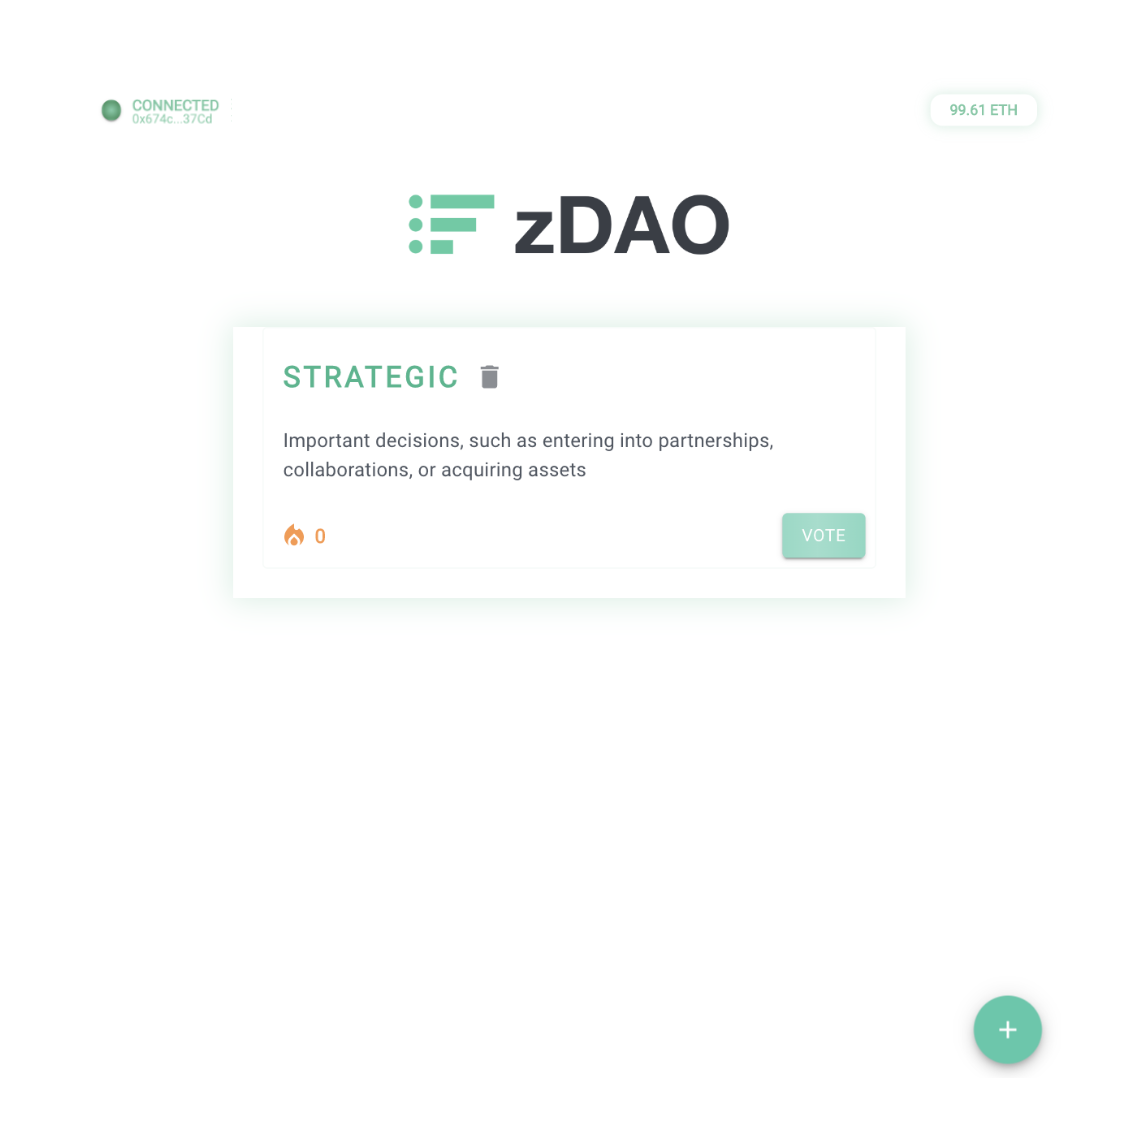 CONNECTED
0x674c...37Cd
99.61 ETH
zDAO
STRATEGIC
Important decisions, such as entering into partnerships,
collaborations, or acquiring assets
0
VOTE
+